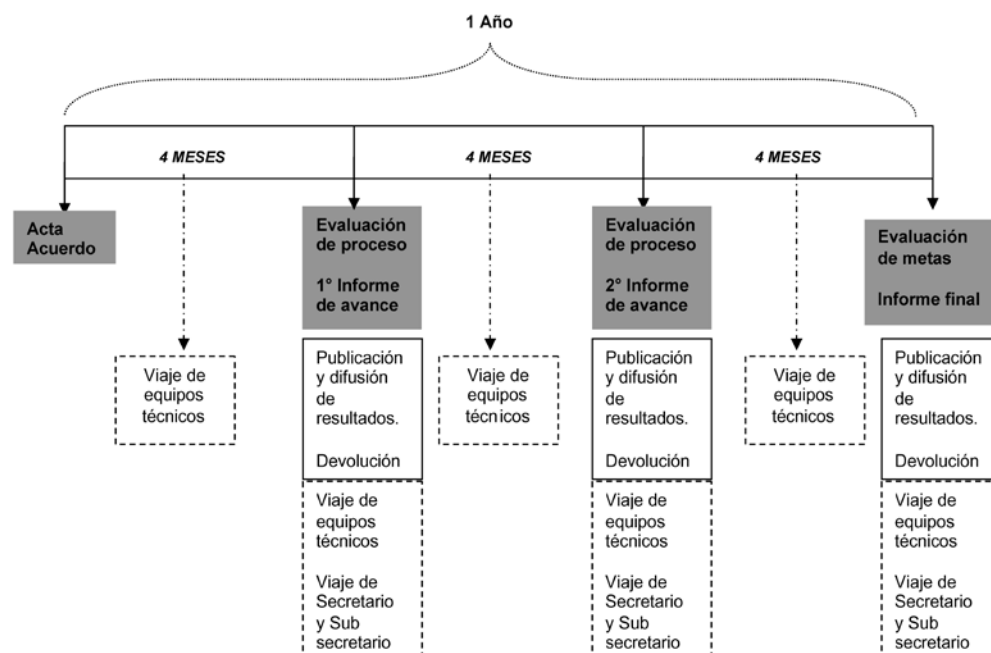 1 Año
4 MESES
4 MESES
4 MESES
Acta
Acuerdo
Evaluación
de proceso
1° Informe
de avance
Evaluación
de proceso
2° Informe
de avance
Evaluación
de metas
Informe final
Viaje de
equipos
técnicos
Publicación
y difusión
de
resultados.
Devolución
Viaje de
equipos
técnicos
Publicación
y difusión
de
resultados.
Devolución
Viaje de
equipos
técnicos
Publicación
y difusión
de
resultados.
Devolución
Viaje de
equipos
técnicos
Viaje de
Secretario
y Sub
secretario
Viaje de
equipos
técnicos
Viaje de
Secretario
y Sub
secretario
Viaje de
equipos
técnicos
Viaje de
Secretario
y Sub
secretario